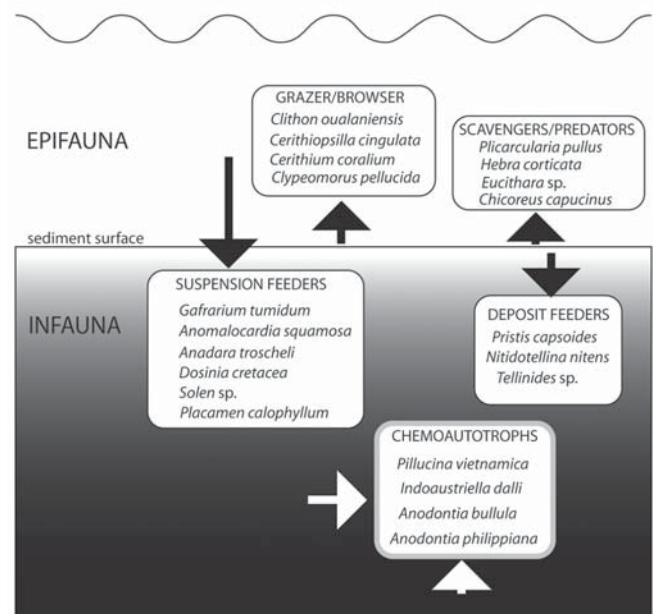 GRAZER/BROWSER
Clithon oualaniensis
Cerithiopsilla cingulata
Cerithium coralium
Clypeomorus pellucida
SCAVENGERS/PREDATORS
Plicarcularia pullus
Hebra corticata
Eucithara sp.
Chicoreus capucinus
EPIFAUNA
sediment surface
INFAUNA
SUSPENSION FEEDERS
Gafrarium tumidum
Anomalocardia squamosa
Anadara troscheli
Dosinia cretacea
Solen sp.
Placamen calophyllum
DEPOSIT FEEDERS
Pristis capsoides
Nitidotellina nitens
Tellinides sp.
CHEMOAUTOTROPHS
Pillucina vietnamica
Indoaustriella dalli
Anodontia bullula
Anodontia philippiana